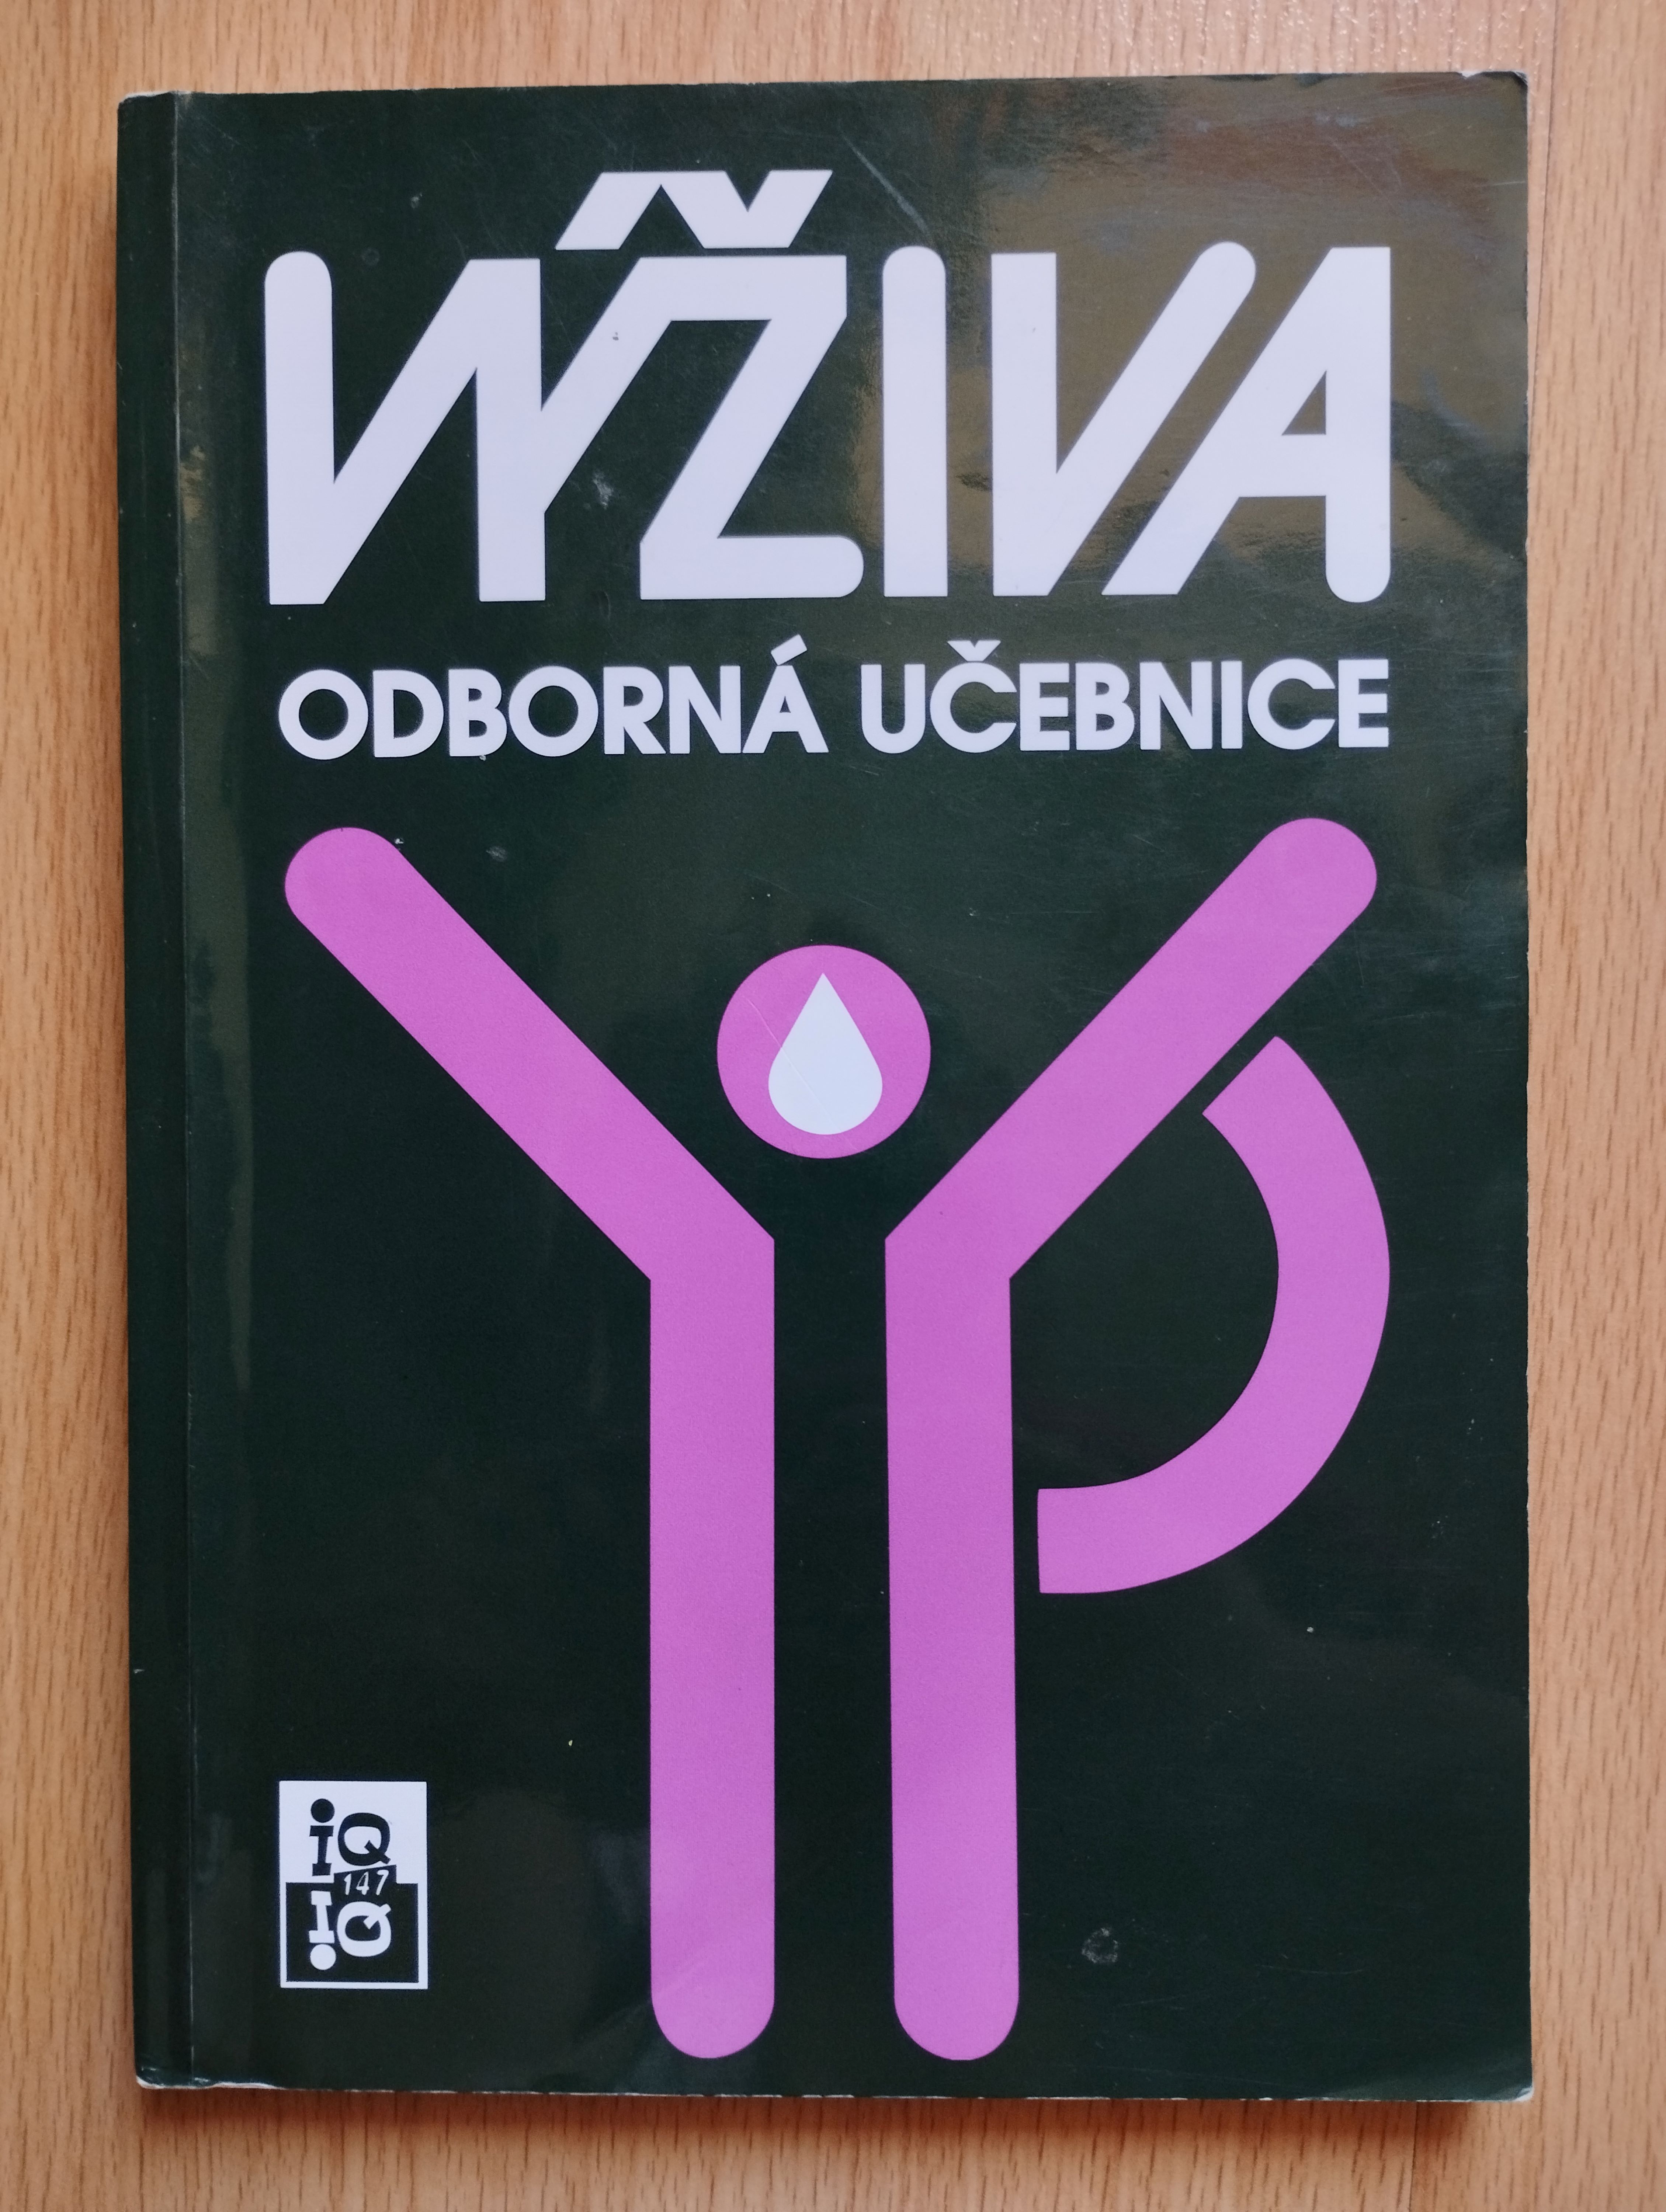 VÝŽIVA
ODBORNÁ UČEBNICE
iQ
147
iQ